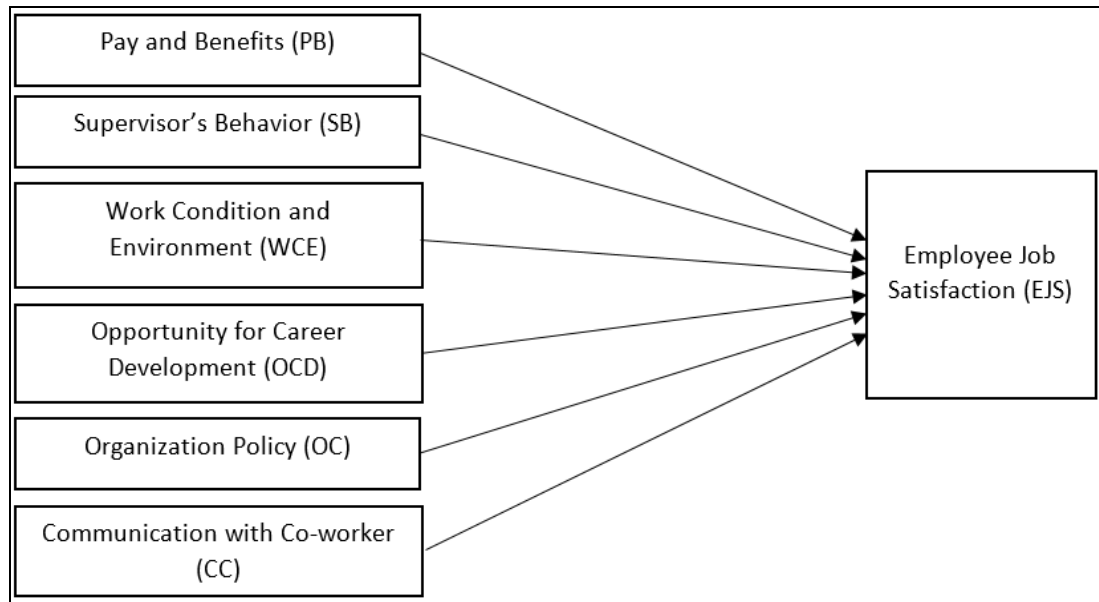 Pay and Benefits (PB)
Supervisor’s Behavior (SB)
Work Condition and
Environment (WCE)
Opportunity for Career
Development (OCD)
Organization Policy (OC)
Communication with Co-worker
(CC)
Employee Job
Satisfaction (EJS)